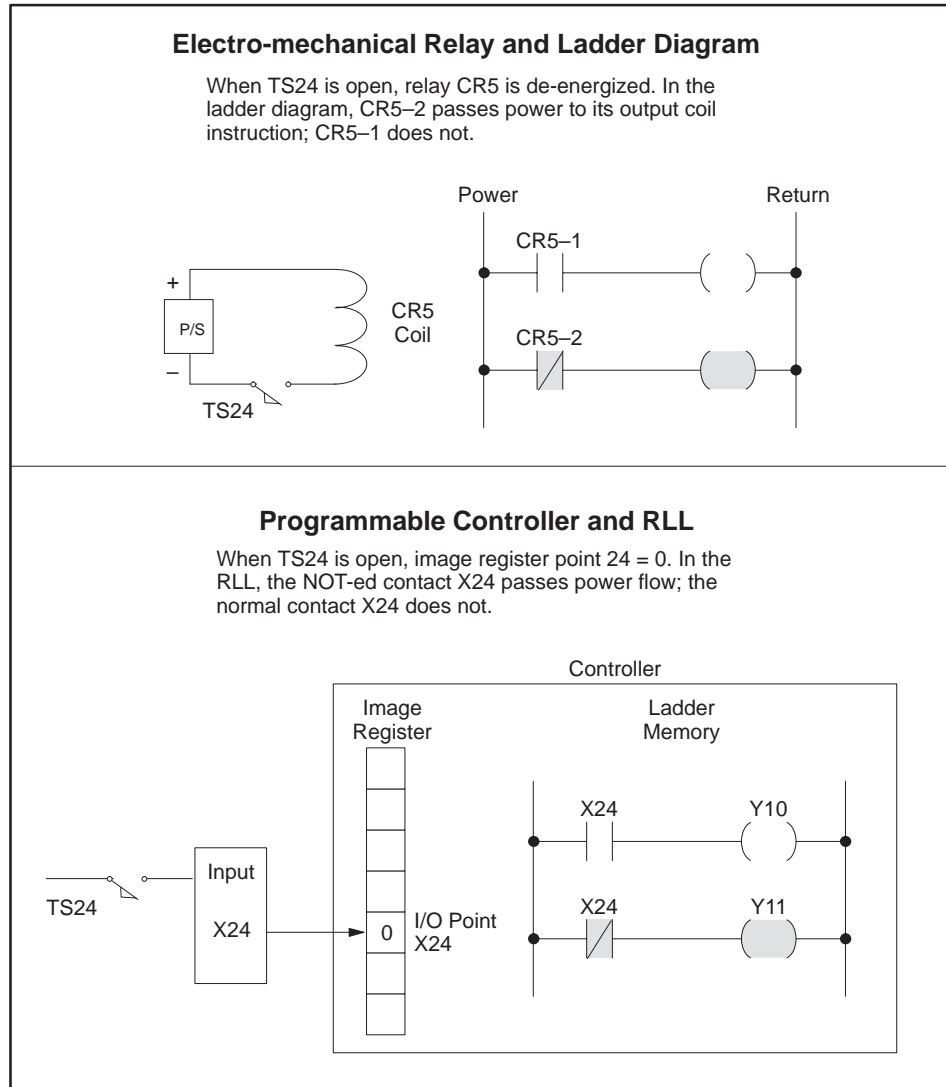 Electro-mechanical Relay and Ladder Diagram
When TS24 is open, relay CR5 is de-energized. In the
ladder diagram, CR5–2 passes power to its output coil
instruction; CR5–1 does not.
Power
Return
CR5–1
+
P/S
–
TS24
CR5
Coil
CR5–2
Programmable Controller and RLL
When TS24 is open, image register point 24 = 0. In the
RLL, the NOT-ed contact X24 passes power flow; the
normal contact X24 does not.
Controller
Image
Register
Ladder
Memory
X24
Y10
TS24
Input
X24
0
I/O Point
X24
X24
Y11